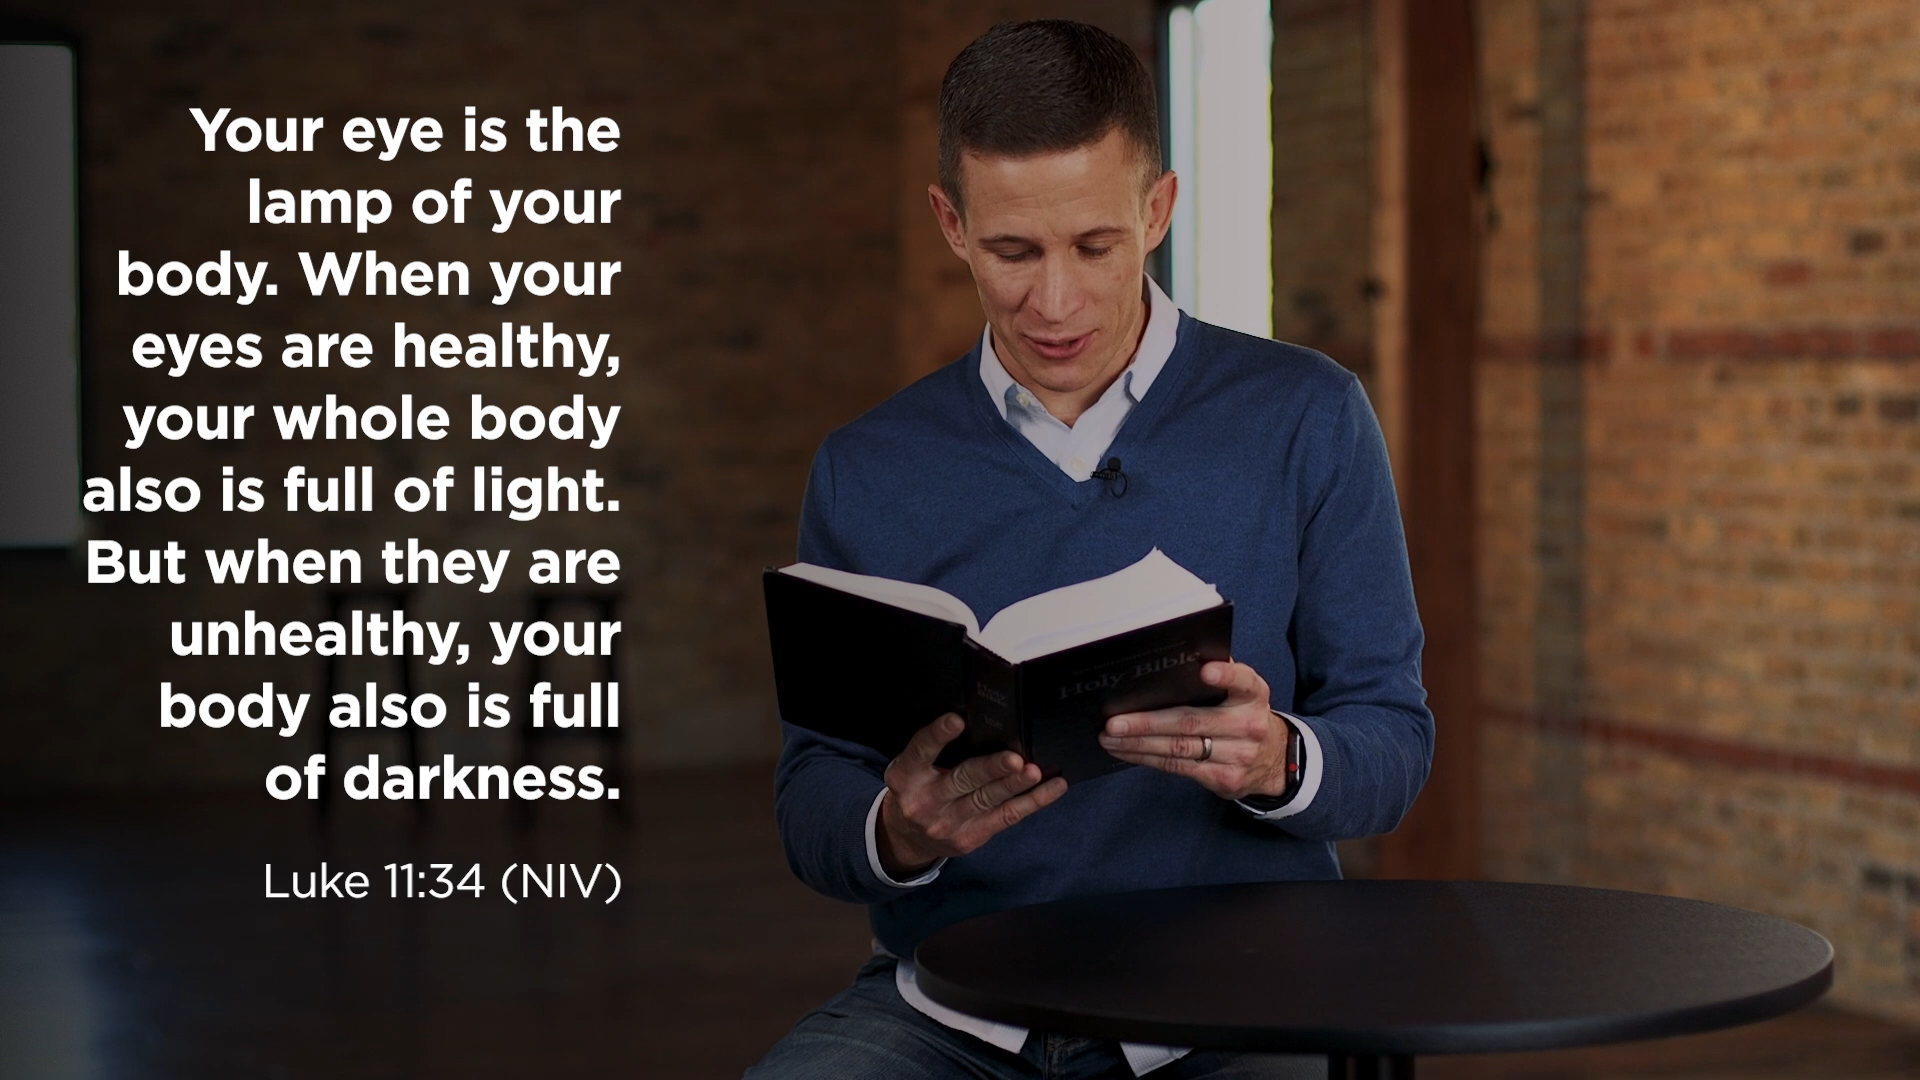 Your eye is the
lamp of your
body. When your
eyes are healthy,
your whole body
also is full of light.
But when they are
unhealthy, your
body also is full
of darkness.
Luke 11:34 (NIV)
Holy Bible